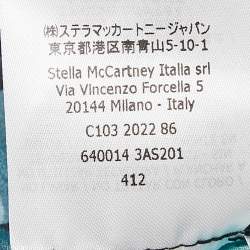 (株)ステラマッカートニージャパン
東京都港区南青山5-10-1
Stella McCartney Italia srl
Via Vincenzo Forcella 5
20144 Milano - Italy
C103 2022 86
640014 3AS201
412